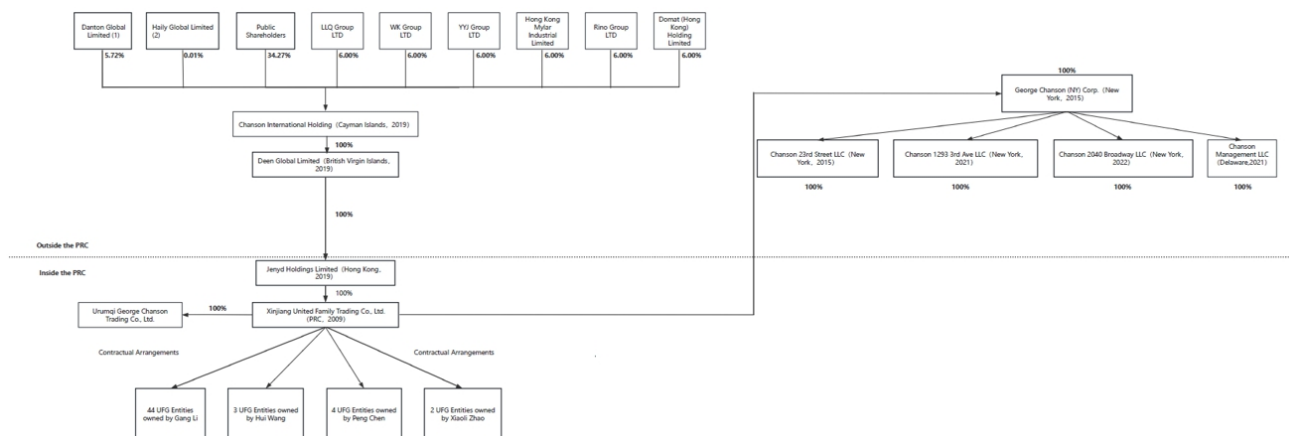 Danton Global
Limited (1)
Haily Global Limited
(2)
Public
Shareholders
LLQ Group
LTD
WK Group
LTD
YYJ Group
LTD
Hong Kong
Mylar
Industrial
Limited
Rino Group
LTD
Domat (Hong
Kong)
Holding
Limited
5.72%
0.01%
34.27%
6.00%
6.00%
6.00%
6.00%
6.00%
6.00%
100%
George Chanson (NY) Corp. (New
York, 2015)
Chanson International Holding (Cayman Islands, 2019)
100%
Deen Global Limited (British Virgin Islands,
2019)
Chanson 23rd Street LLC (New
York, 2015)
Chanson 1293 3rd Ave LLC (New York,
2021)
Chanson 2040 Broadway LLC (New York,
2022)
Chanson
Management LLC
(Delaware,2021)
100%
100%
100%
100%
100%
Outside the PRC
Inside the PRC
Jenyd Holdings Limited (Hong Kong,
2019)
100%
Urumqi George Chanson
Trading Co., Ltd.
100%
Xinjiang United Family Trading Co., Ltd.
(PRC, 2009)
Contractual Arrangements
Contractual Arrangements
44 UFG Entities
owned by Gang Li
3 UFG Entities owned
by Hui Wang
4 UFG Entities owned
by Peng Chen
2 UFG Entities owned
by Xiaoli Zhao